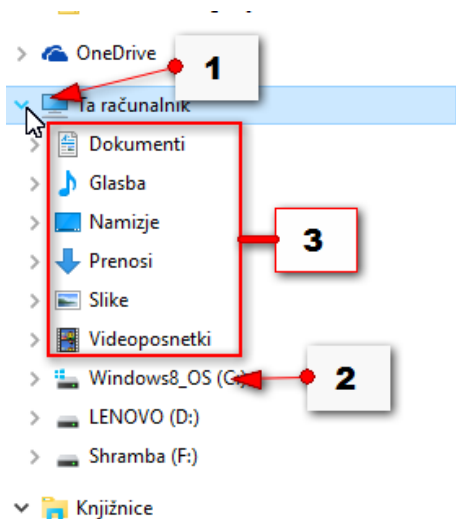 OneDrive
1
Ta računalnik
Dokumenti
Glasba
Namizje
3
Prenosi
Slike
Videoposnetki
Windows8_OS (C:)
2
LENOVO (D:)
Shramba (F:)
Knjižnice